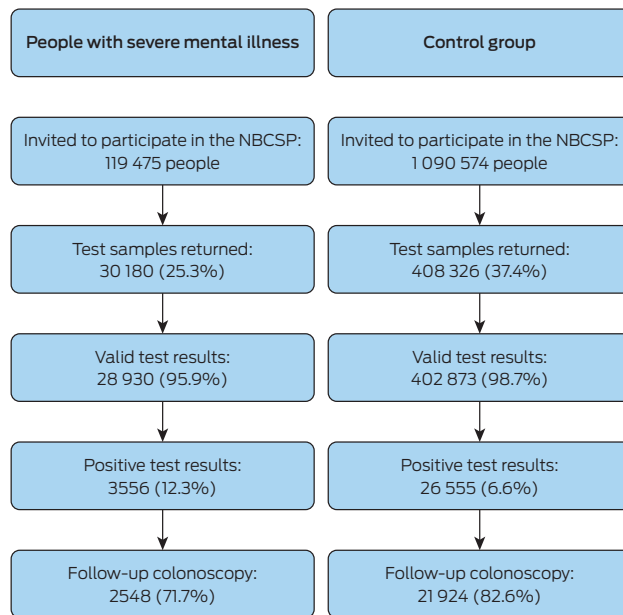 People with severe mental illness
Control group
Invited to participate in the NBCSP:
119 475 people
Invited to participate in the NBCSP:
1 090 574 people
Test samples returned:
30 180 (25.3%)
Test samples returned:
408 326 (37.4%)
Valid test results:
28 930 (95.9%)
Valid test results:
402 873 (98.7%)
Positive test results:
3556 (12.3%)
Positive test results:
26 555 (6.6%)
Follow-up colonoscopy:
2548 (71.7%)
Follow-up colonoscopy:
21 924 (82.6%)